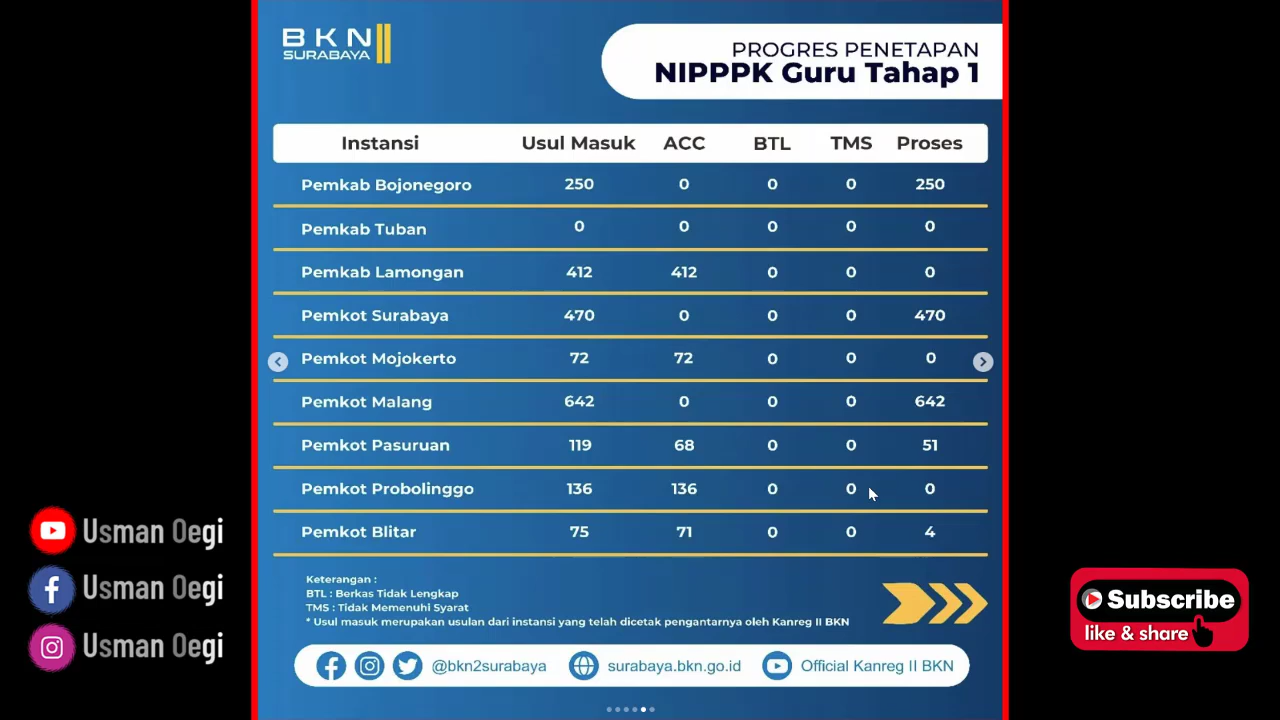 BKN
SURABAYA
PROGRES PENETAPAN
NIPPPK Guru Tahap 1
Instansi Usul Masuk ACC BTL TMS Proses
Pemkab Bojonegoro 250 0 0 0 250
Pemkab Tuban 0 0 0 0 0
Pemkab Lamongan 412 412 0 0 0
Pemkot Surabaya 470 0 0 0 470
Pemkot Mojokerto 72 72 0 0 0
Pemkot Malang 642 0 0 0 642
Pemkot Pasuruan 119 68 0 0 51
Pemkot Probolinggo 136 136 0 0 0
Pemkot Blitar 75 71 0 0 4
Keterangan :
BTL : Berkas Tidak Lengkap
TMS : Tidak Memenuhi Syarat
* Usul masuk merupakan usulan dari instansi yang telah dicetak pengantarnya oleh Kanreg II BKN
@bkn2surabaya surabaya.bkn.go.id Official Kanreg II BKN
Usman Oegi
Usman Oegi
Usman Oegi
Subscribe
like & share